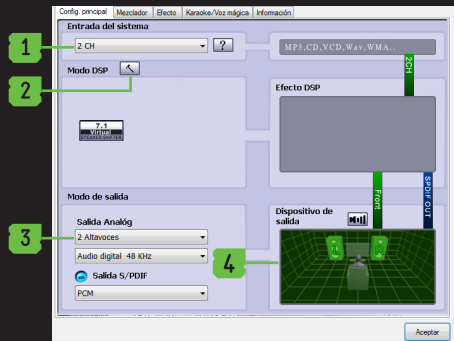 Config. principal Mezclador Efecto Karaoke/Voz mágica Información
Entrada del sistema
1
2 CH
?
MP3,CD,VCD,Wav,WMA..
2CH
2
Modo DSP
Efecto DSP
7.1
Virtual
Front
SPDIF OUT
Modo de salida
Salida Analóg
Dispositivo de
salida
3
2 Altavoces
4
Audio digital 48 KHz
Salida S/PDIF
PCM
Aceptar